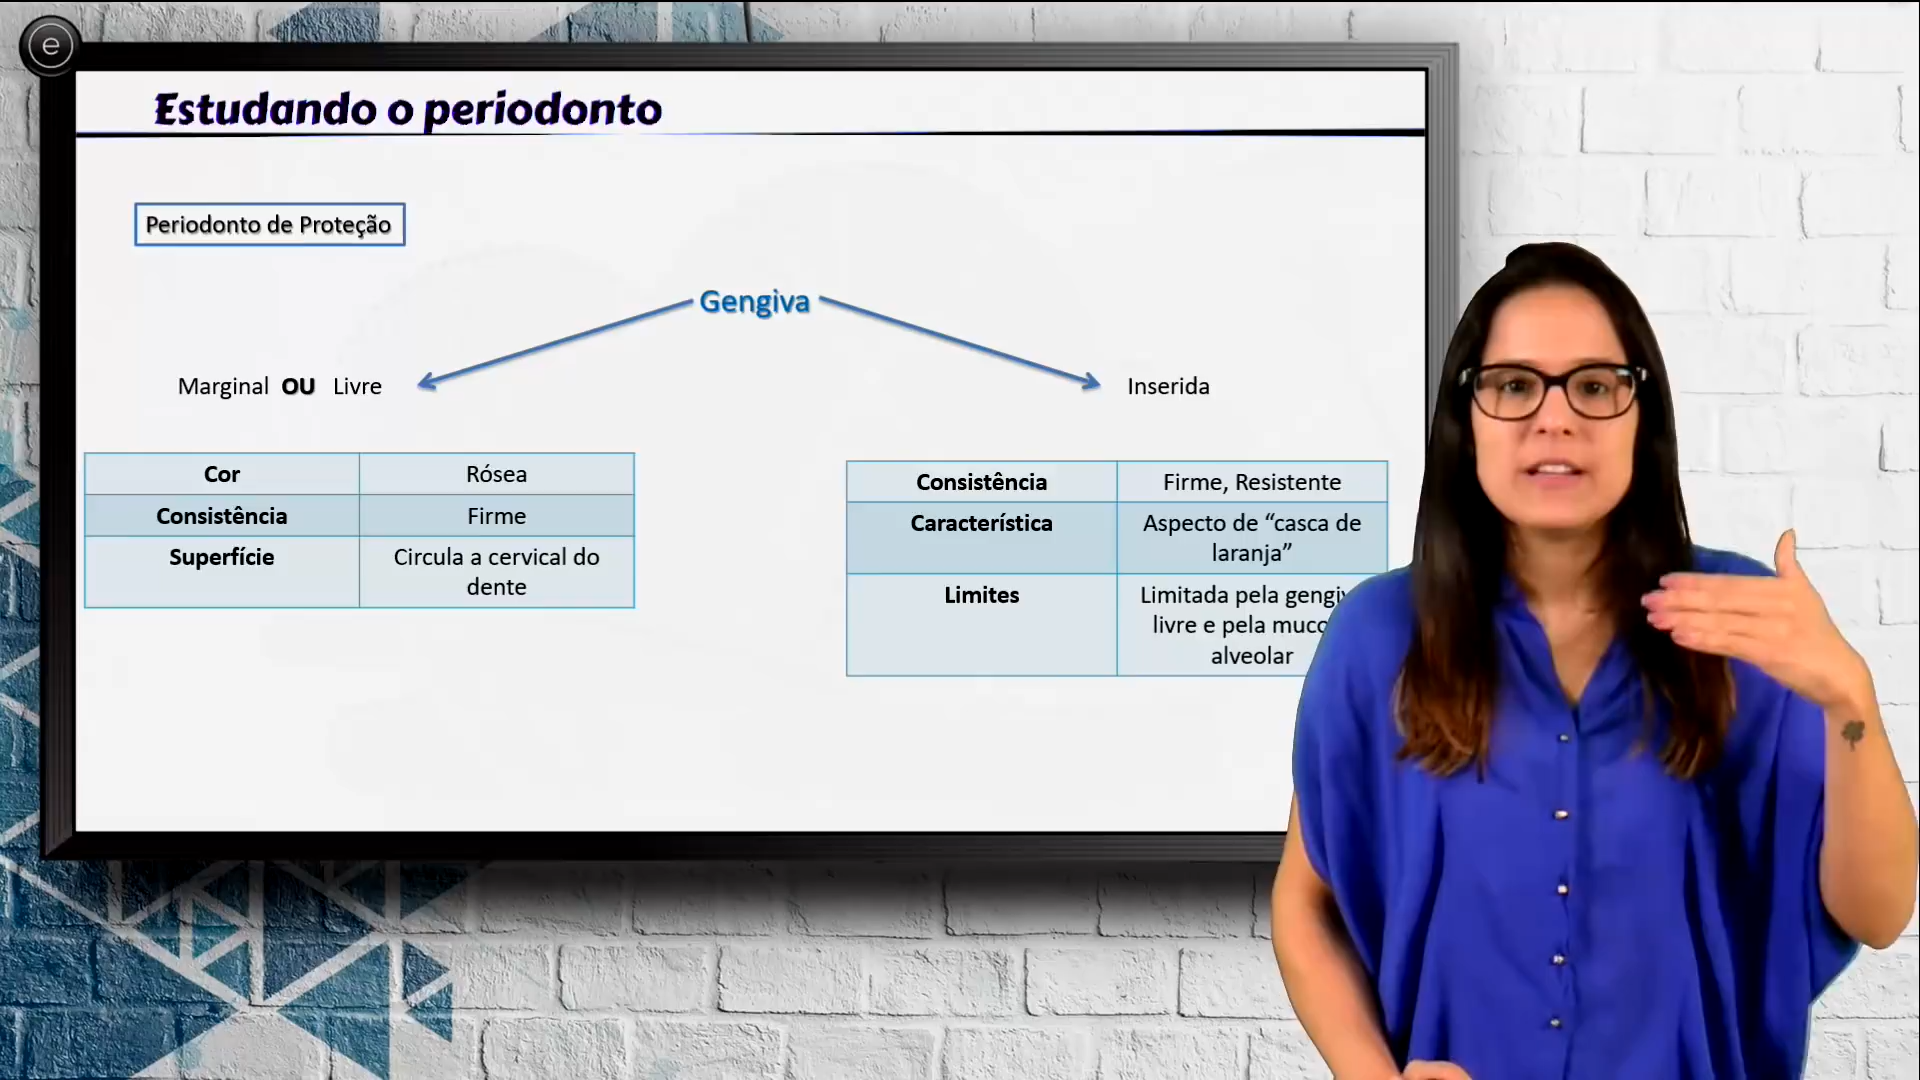 e
Estudando o periodonto
Periodonto de Proteção
Gengiva
Marginal OU Livre
Inserida
Cor Rósea
Consistência Firme
Superfície Circula a cervical do
dente
Consistência Firme, Resistente
Característica Aspecto de “casca de
laranja”
Limites Limitada pela
livre e pela
alveolar